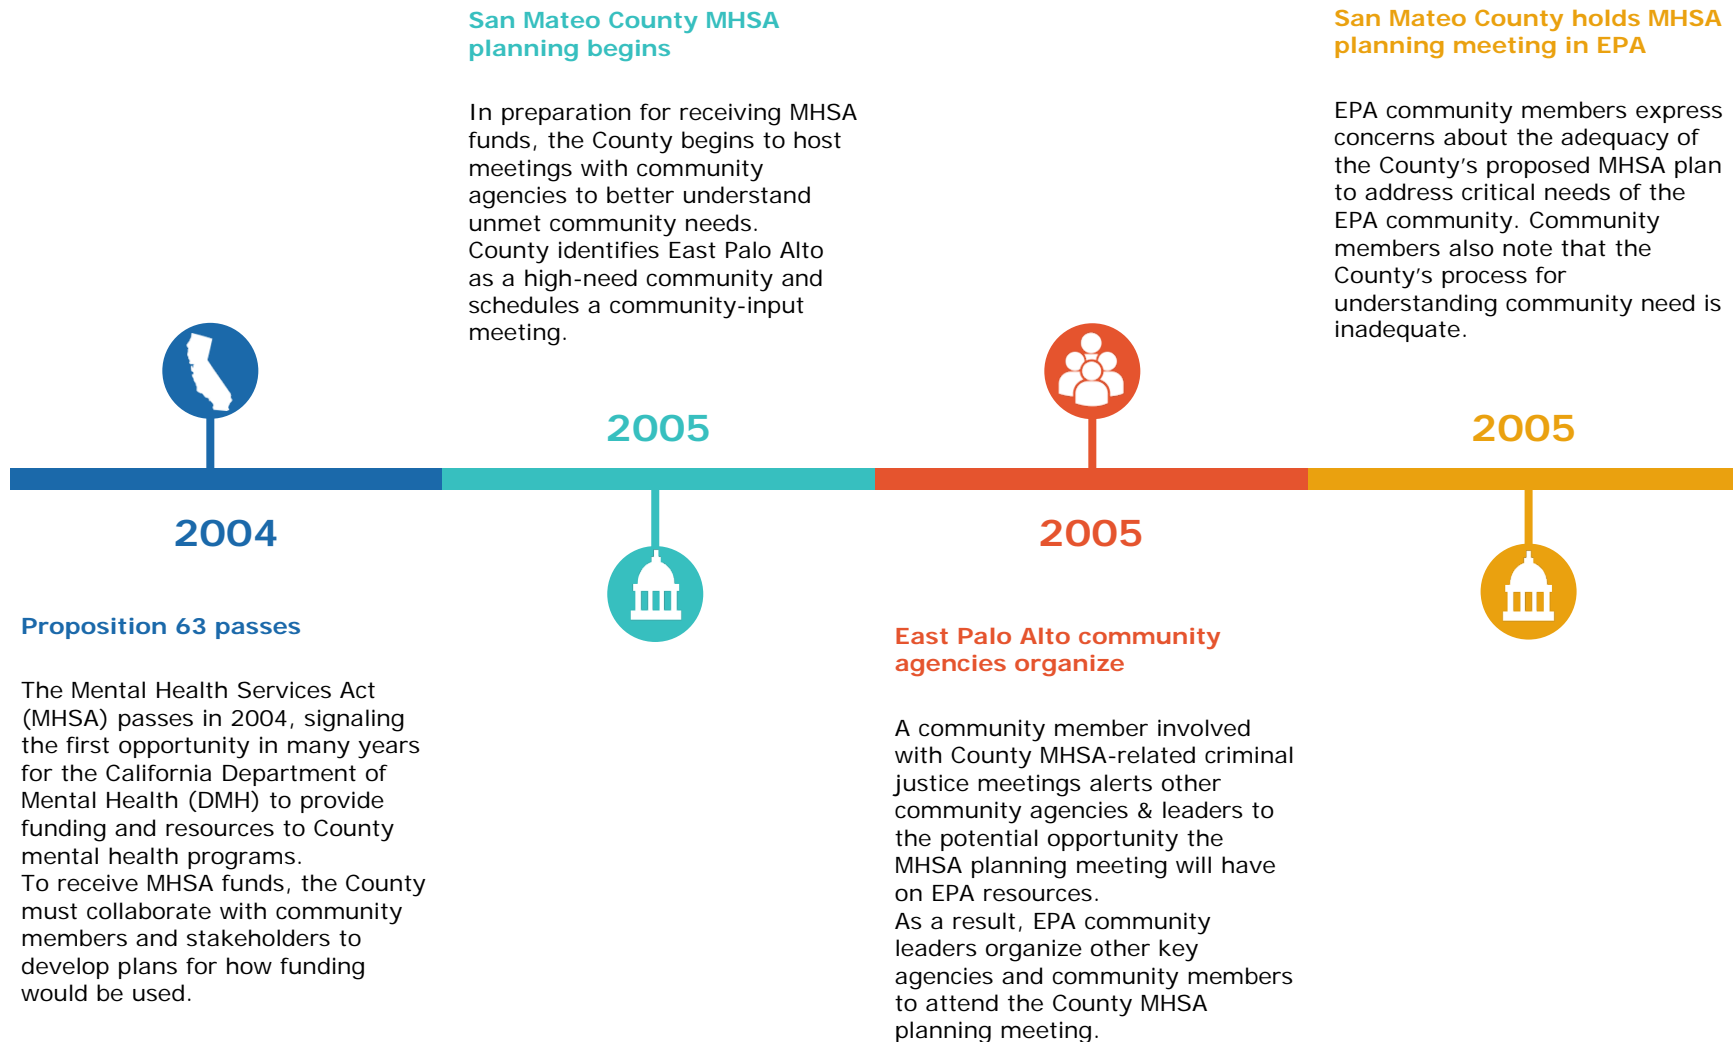 San Mateo County MHSA
planning begins
In preparation for receiving MHSA
funds, the County begins to host
meetings with community
agencies to better understand
unmet community needs.
County identifies East Palo Alto
as a high-need community and
schedules a community-input
meeting.
San Mateo County holds MHSA
planning meeting in EPA
EPA community members express
concerns about the adequacy of
the County’s proposed MHSA plan
to address critical needs of the
EPA community. Community
members also note that the
County’s process for
understanding community need is
inadequate.
2005
2005
2004
2005
Proposition 63 passes
The Mental Health Services Act
(MHSA) passes in 2004, signaling
the first opportunity in many years
for the California Department of
Mental Health (DMH) to provide
funding and resources to County
mental health programs.
To receive MHSA funds, the County
must collaborate with community
members and stakeholders to
develop plans for how funding
would be used.
East Palo Alto community
agencies organize
A community member involved
with County MHSA-related criminal
justice meetings alerts other
community agencies & leaders to
the potential opportunity the
MHSA planning meeting will have
on EPA resources.
As a result, EPA community
leaders organize other key
agencies and community members
to attend the County MHSA
planning meeting.